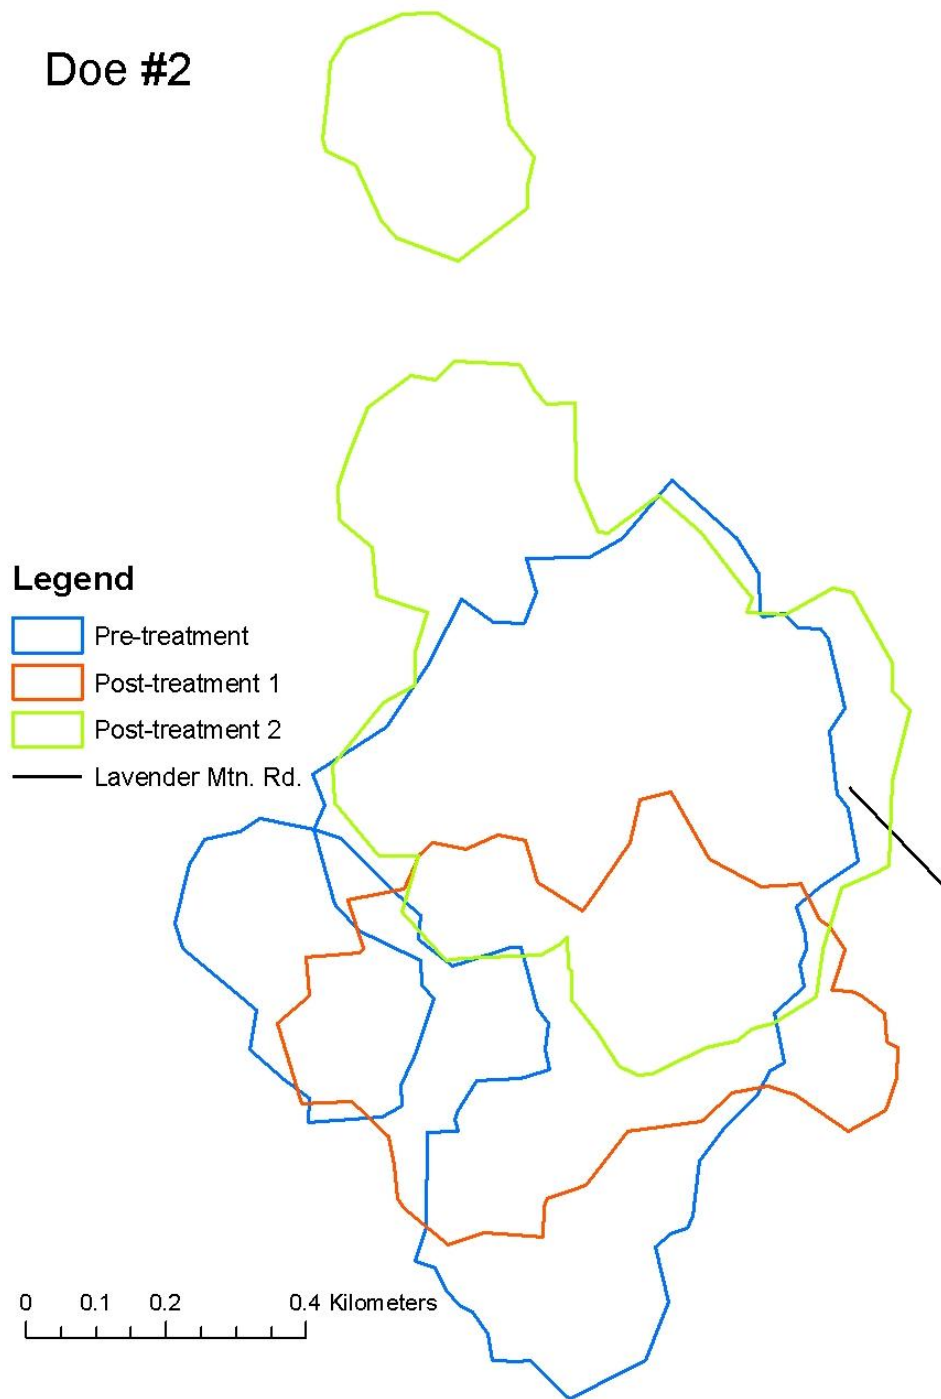 Doe #2
Legend
Pre-treatment
Post-treatment 1
Post-treatment 2
Lavender Mtn. Rd.
0 0.1 0.2 0.4 Kilometers